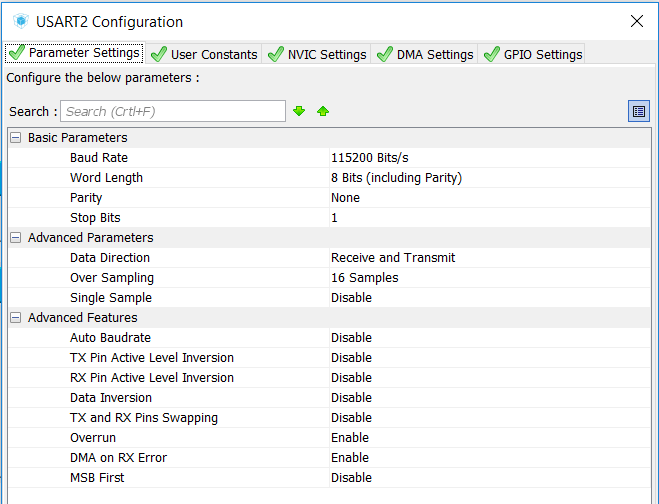 USART2 Configuration
Parameter Settings User Constants NVIC Settings DMA Settings GPIO Settings
Configure the below parameters :
Search : Search (Crtl+F)
Basic Parameters
Baud Rate 115200 Bits/s
Word Length 8 Bits (including Parity)
Parity None
Stop Bits 1
Advanced Parameters
Data Direction Receive and Transmit
Over Sampling 16 Samples
Single Sample Disable
Advanced Features
Auto Baudrate Disable
TX Pin Active Level Inversion Disable
RX Pin Active Level Inversion Disable
Data Inversion Disable
TX and RX Pins Swapping Disable
Overrun Enable
DMA on RX Error Enable
MSB First Disable